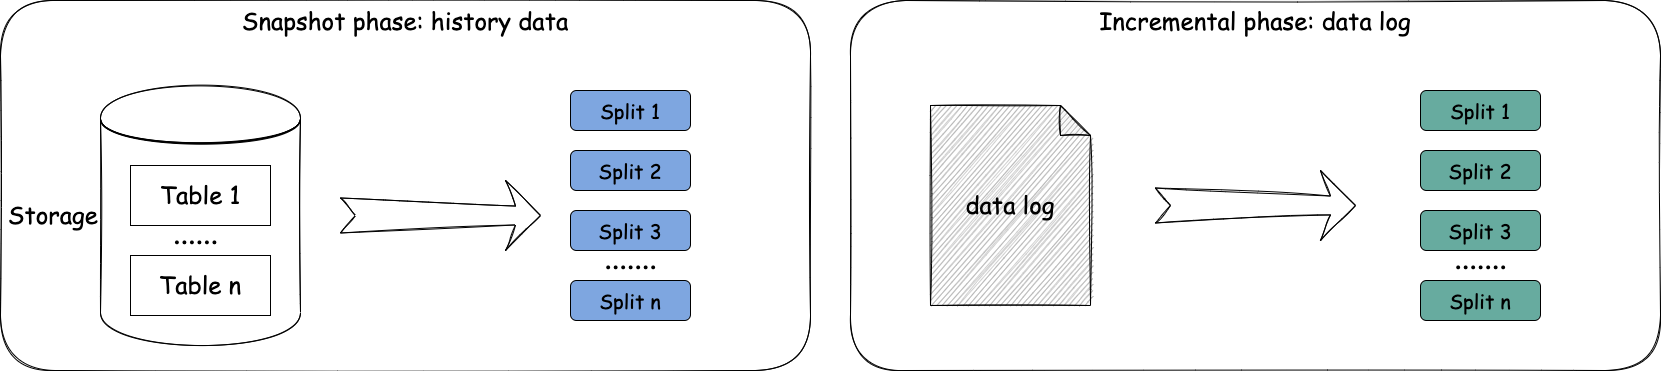 Snapshot phase: history data
Storage
Table 1
......
Table n
Split 1
Split 2
Split 3
.......
Split n
Incremental phase: data log
data log
Split 1
Split 2
Split 3
.......
Split n